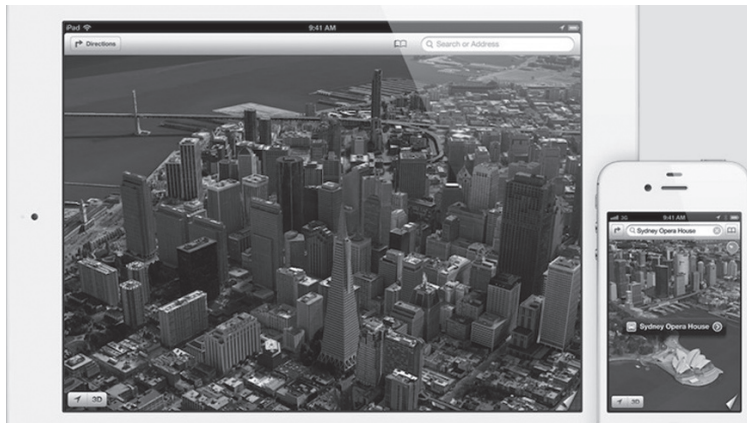 iPad 9:41 AM
Directions
Search or Address
3D
3G 9:41 AM
Sydney Opera House
Sydney Opera House
3D